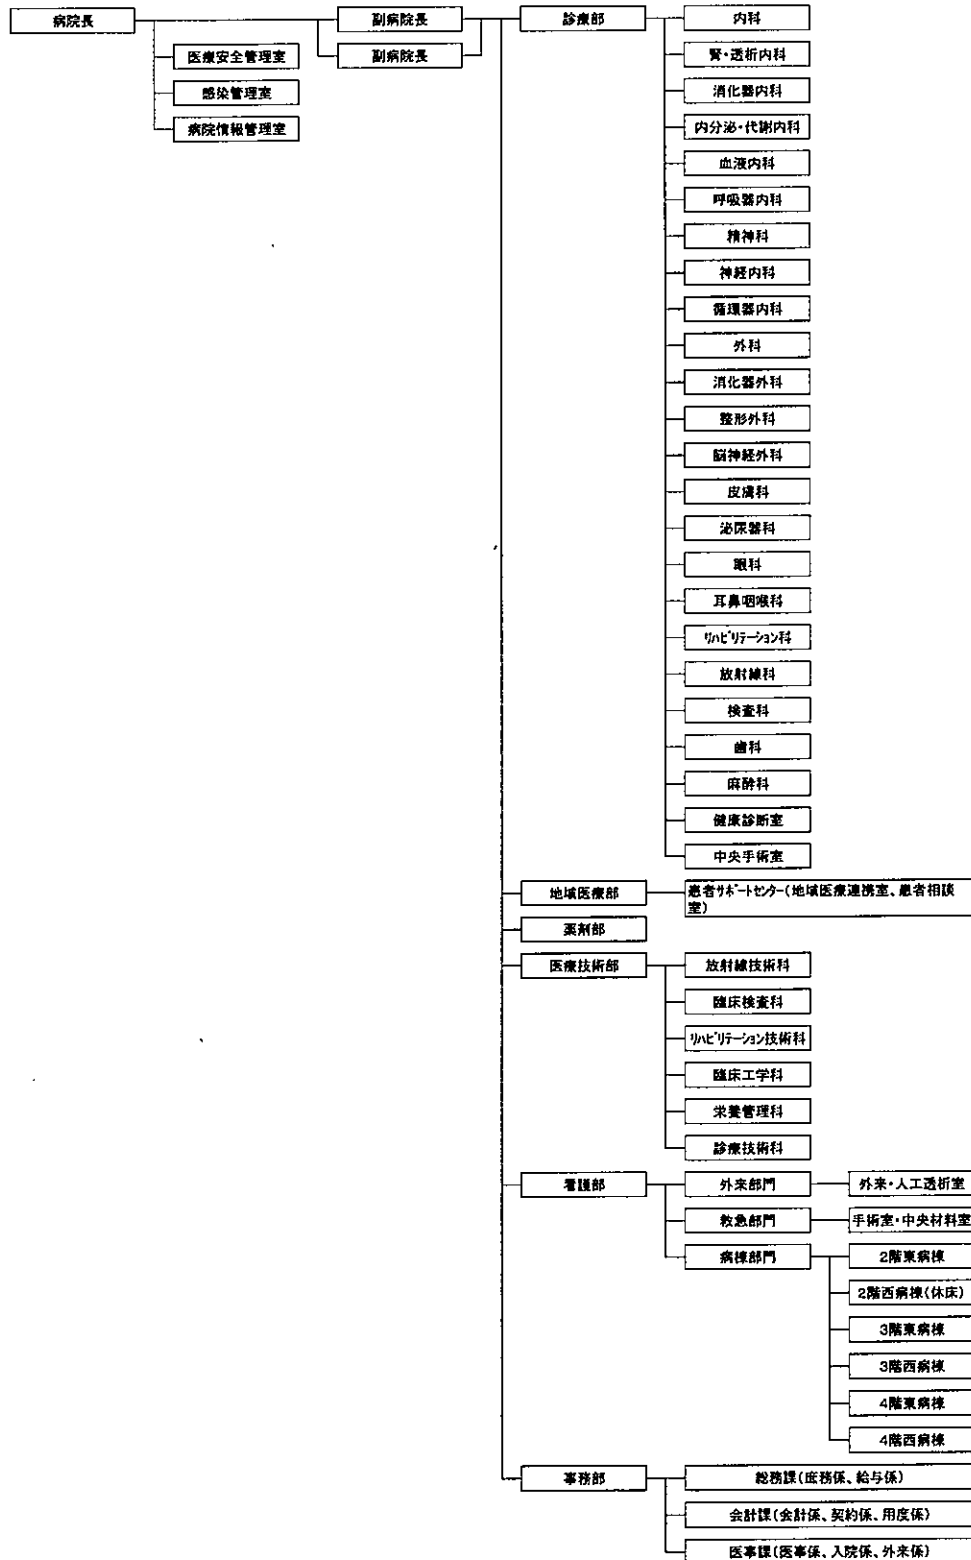 病院長
副病院長
診療部
内科
医療安全管理室
副病院長
腎・透析内科
感染管理室
消化器内科
病院情報管理室
内分泌・代謝内科
血液内科
呼吸器内科
精神科
神経内科
循環器内科
外科
消化器外科
整形外科
脳神経外科
皮膚科
泌尿器科
眼科
耳鼻咽喉科
ﾘﾊﾋﾞﾘﾃｰｼｮﾝ科
放射線科
検査科
歯科
麻酔科
健康診断室
中央手術室
地域医療部
患者ｻﾎﾟｰﾄｾﾝﾀｰ(地域医療連携室、患者相談
室)
薬剤部
医療技術部
放射線技術科
臨床検査科
ﾘﾊﾋﾞﾘﾃｰｼｮﾝ技術科
臨床工学科
栄養管理科
診療技術科
看護部
外来部門
外来・人工透析室
救急部門
手術室・中央材料室
病棟部門
2階東病棟
2階西病棟(休床)
3階東病棟
3階西病棟
4階東病棟
4階西病棟
事務部
総務課(庶務係、給与係)
会計課(会計係、契約係、用度係)
医事課(医事係、入院係、外来係)